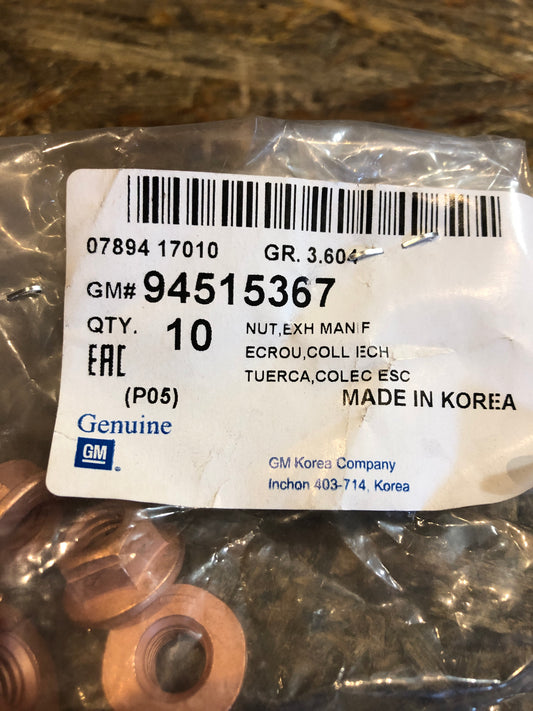 07894 17010 GR. 3.604
GM# 94515367
QTY. 10
NUT,EXH MANIF
ECROU,COLL ECH
TUERCA,COLEC ESC
EAC
(P05)
MADE IN KOREA
Genuine
GM
GM Korea Company
Inchon 403-714, Korea